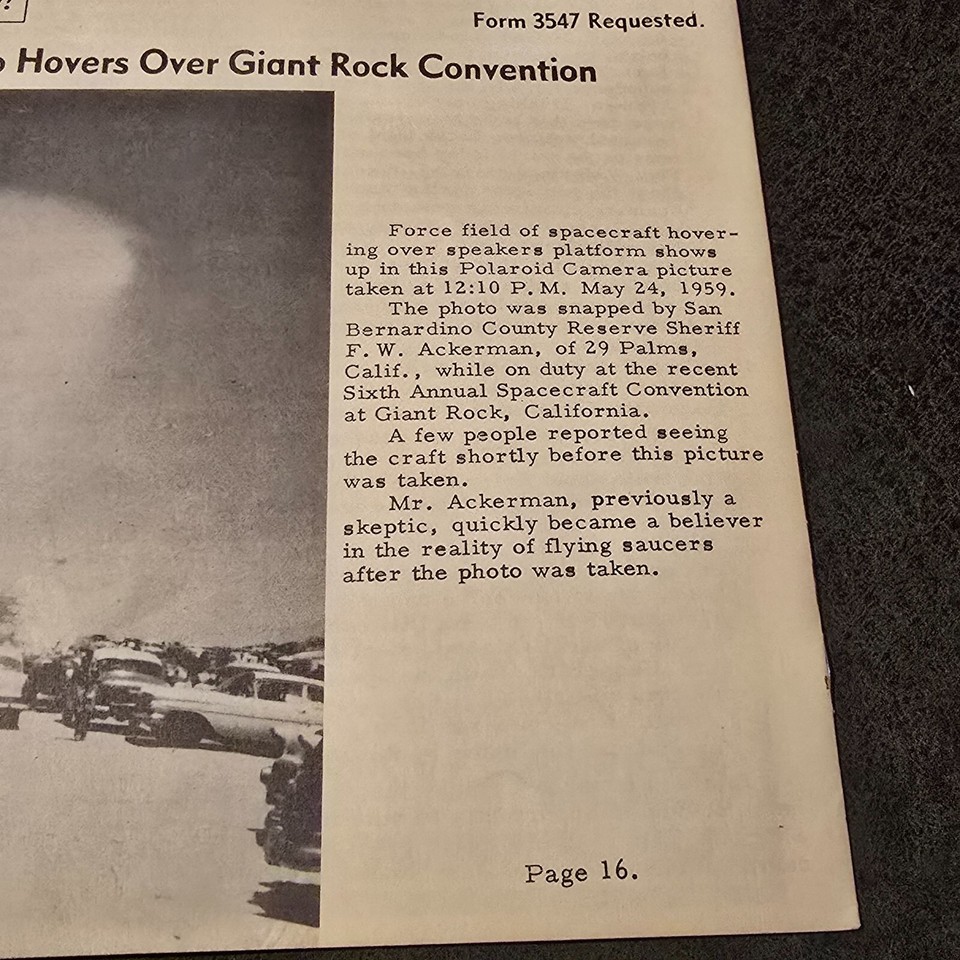 ?
Form 3547 Requested.
Hovers Over Giant Rock Convention
Force field of spacecraft hover-
ing over speakers platform shows
up in this Polaroid Camera picture
taken at 12:10 P.M. May 24, 1959.
The photo was snapped by San
Bernardino County Reserve Sheriff
F. W. Ackerman, of 29 Palms,
Calif., while on duty at the recent
Sixth Annual Spacecraft Convention
at Giant Rock, California.
A few people reported seeing
the craft shortly before this picture
was taken.
Mr. Ackerman, previously a
skeptic, quickly became a believer
in the reality of flying saucers
after the photo was taken.
Page 16.